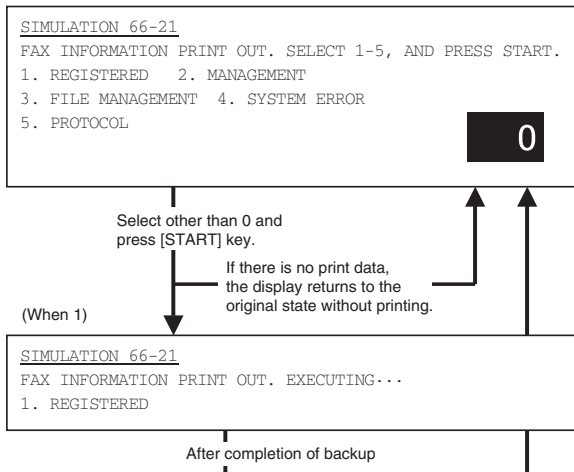 SIMULATION 66-21
FAX INFORMATION PRINT OUT. SELECT 1-5, AND PRESS START.
1. REGISTERED 2. MANAGEMENT
3. FILE MANAGEMENT 4. SYSTEM ERROR
5. PROTOCOL
0
Select other than 0 and
press [START] key.
If there is no print data,
the display returns to the
original state without printing.
(When 1)
SIMULATION 66-21
FAX INFORMATION PRINT OUT. EXECUTING···
1. REGISTERED
After completion of backup